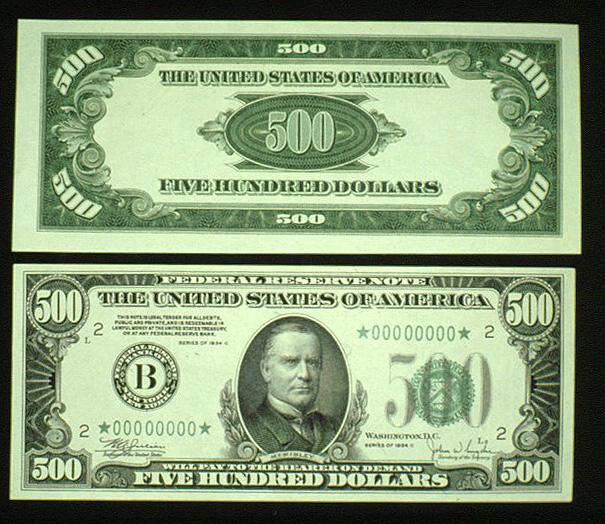 500
500 500
THE UNITED STATES OF AMERICA
500
FIVE HUNDRED DOLLARS
500 500
500
FEDERAL RESERVE NOTE
THE UNITED STATES OF AMERICA
500 500
THIS NOTE IS LEGAL TENDER FOR ALL DEBTS,
PUBLIC AND PRIVATE, AND IS REDEEMABLE IN
LAWFUL MONEY AT THE UNITED STATES TREASURY,
OR AT ANY FEDERAL RESERVE BANK.
2 ★00000000★ 2
L
SERIES OF 1934 C
B
500
2 ★00000000★
WASHINGTON, D.C.
SERIES OF 1934 C
L 2
McKINLEY
500 500
WILL PAY TO THE BEARER ON DEMAND
FIVE HUNDRED DOLLARS